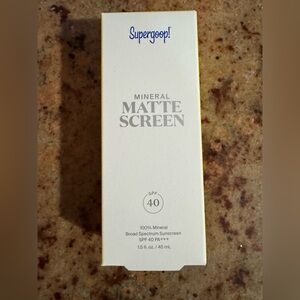 Supergoop!
MINERAL
MATTE
SCREEN
SPF
40
100% Mineral
Broad Spectrum Sunscreen
SPF 40 PA+++
1.5 fl. oz. / 45 mL